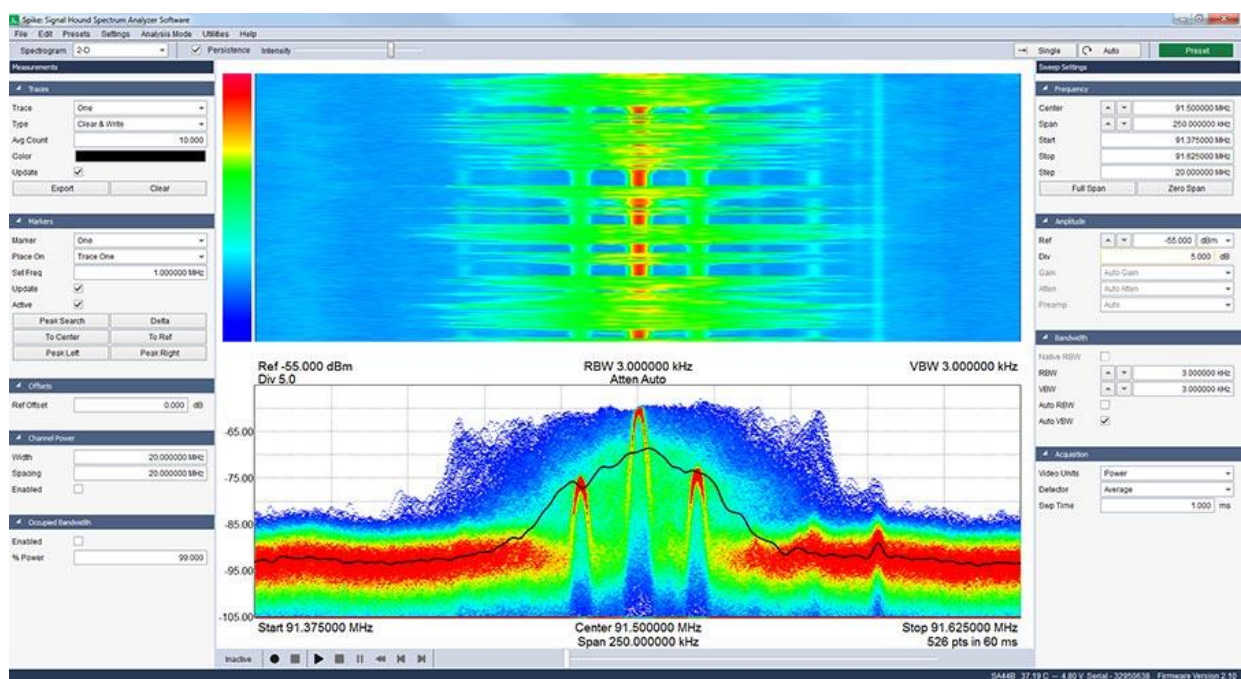 Spike: Signal Hound Spectrum Analyzer Software
File Edit Presets Settings Analysis Mode Utilities Help
Spectrogram 2-D Persistence Intensity Single Auto Preset
Measurements
Traces
Trace One
Type Clear & Write
Avg Count 10.000
Color
Update
Export Clear
Markers
Marker One
Place On Trace One
Set Freq 1.000000 MHz
Update
Active
Peak Search Delta
To Center To Ref
Peak Left Peak Right
Offsets
Ref Offset 0.000 dB
Channel Power
Width 20.000000 MHz
Spacing 20.000000 MHz
Enabled
Occupied Bandwidth
Enabled
% Power 99.000
Ref -55.000 dBm RBW 3.000000 kHz VBW 3.000000 kHz
Div 5.0 Atten Auto
-65.00
-75.00
-85.00
-95.00
-105.00
Start 91.375000 MHz Center 91.500000 MHz Stop 91.625000 MHz
Span 250.000000 kHz 526 pts in 60 ms
Inactive
Sweep Settings
Frequency
Center 91.500000 MHz
Span 250.000000 kHz
Start 91.375000 MHz
Stop 91.625000 MHz
Step 20.000000 MHz
Full Span Zero Span
Amplitude
Ref -55.000 dBm
Div 5.000 dB
Gain Auto Gain
Atten Auto Atten
Preamp Auto
Bandwidth
Native RBW
RBW 3.000000 kHz
VBW 3.000000 kHz
Auto RBW
Auto VBW
Acquisition
Video Units Power
Detector Average
Swp Time 1.000 ms
SA44B 37.19 C -- 4.80 V Serial - 32950638 Firmware Version 2.10